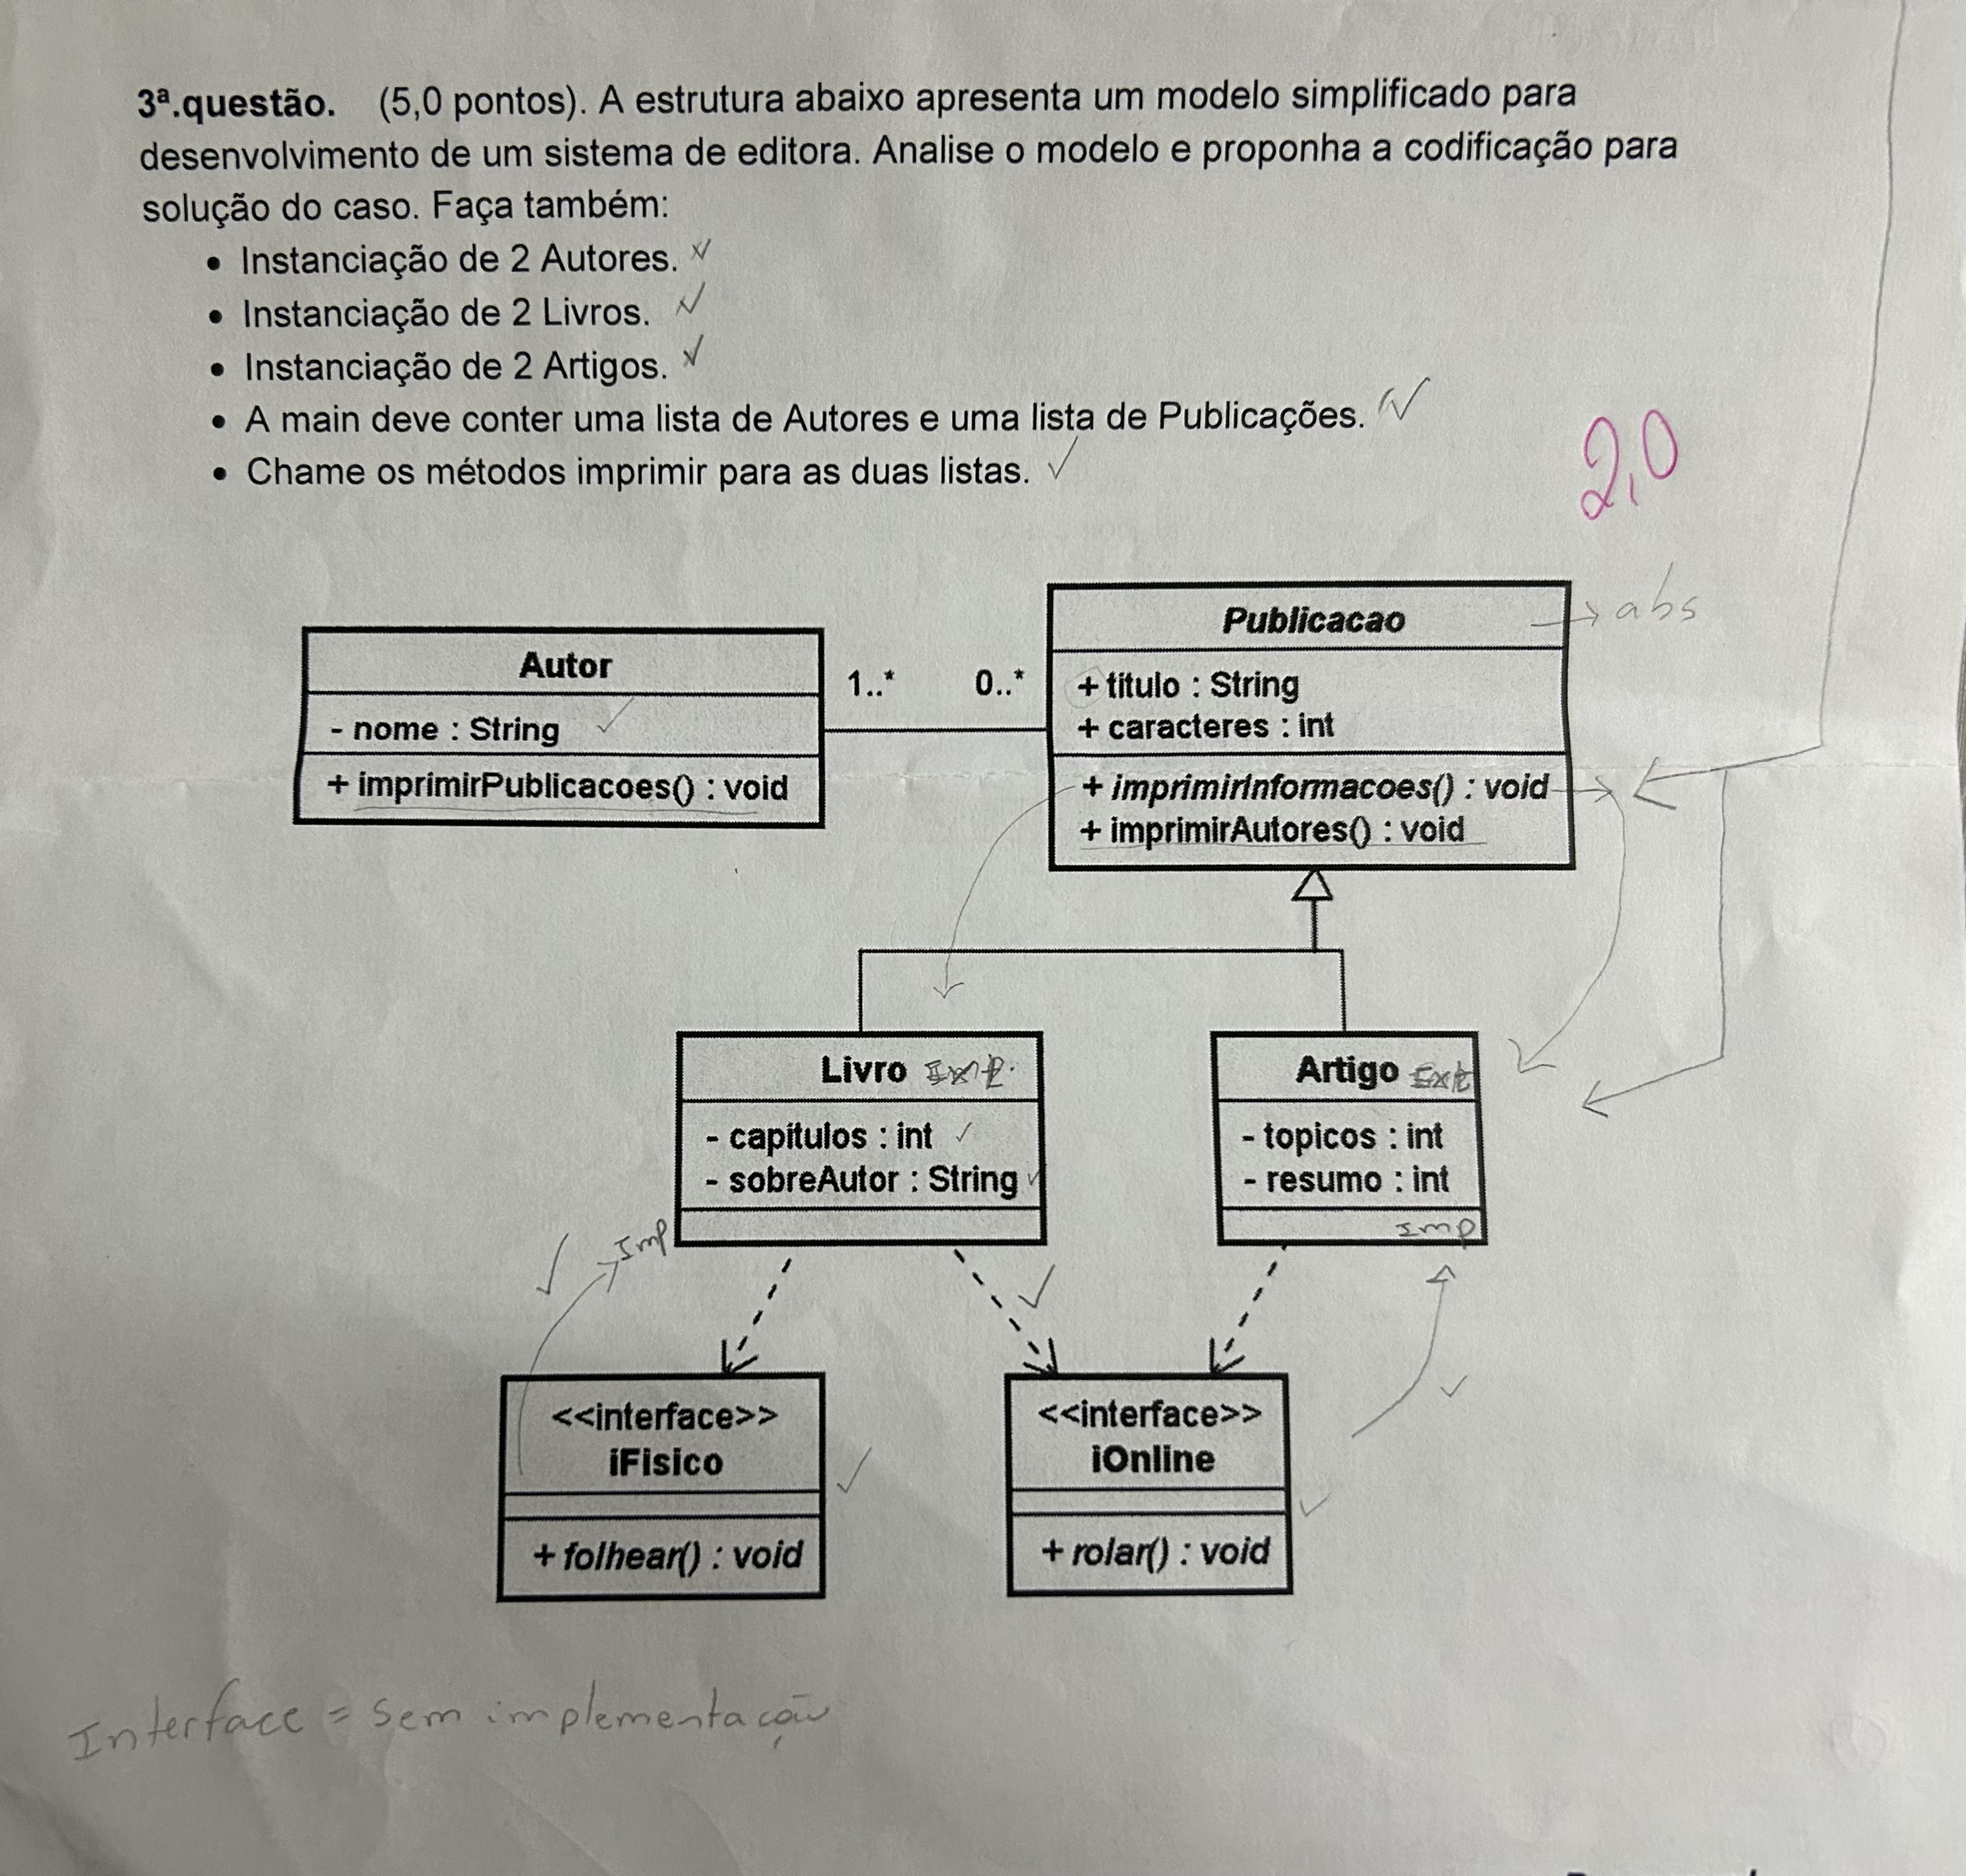 3ª.questão. (5,0 pontos). A estrutura abaixo apresenta um modelo simplificado para
desenvolvimento de um sistema de editora. Analise o modelo e proponha a codificação para
solução do caso. Faça também:
• Instanciação de 2 Autores.
• Instanciação de 2 Livros.
• Instanciação de 2 Artigos.
• A main deve conter uma lista de Autores e uma lista de Publicações.
• Chame os métodos imprimir para as duas listas.
2,0
Publicacao
abs
+ titulo : String
+ caracteres : int
+ imprimirInformacoes() : void
+ imprimirAutores() : void
Autor
- nome : String
+ imprimirPublicacoes() : void
1..*
0..*
Livro
- capitulos : int
- sobreAutor : String
Imp
Artigo Ext
- topicos : int
- resumo : int
Imp
<<interface>>
iFisico
+ folhear() : void
<<interface>>
iOnline
+ rolar() : void
Interface = sem implementação